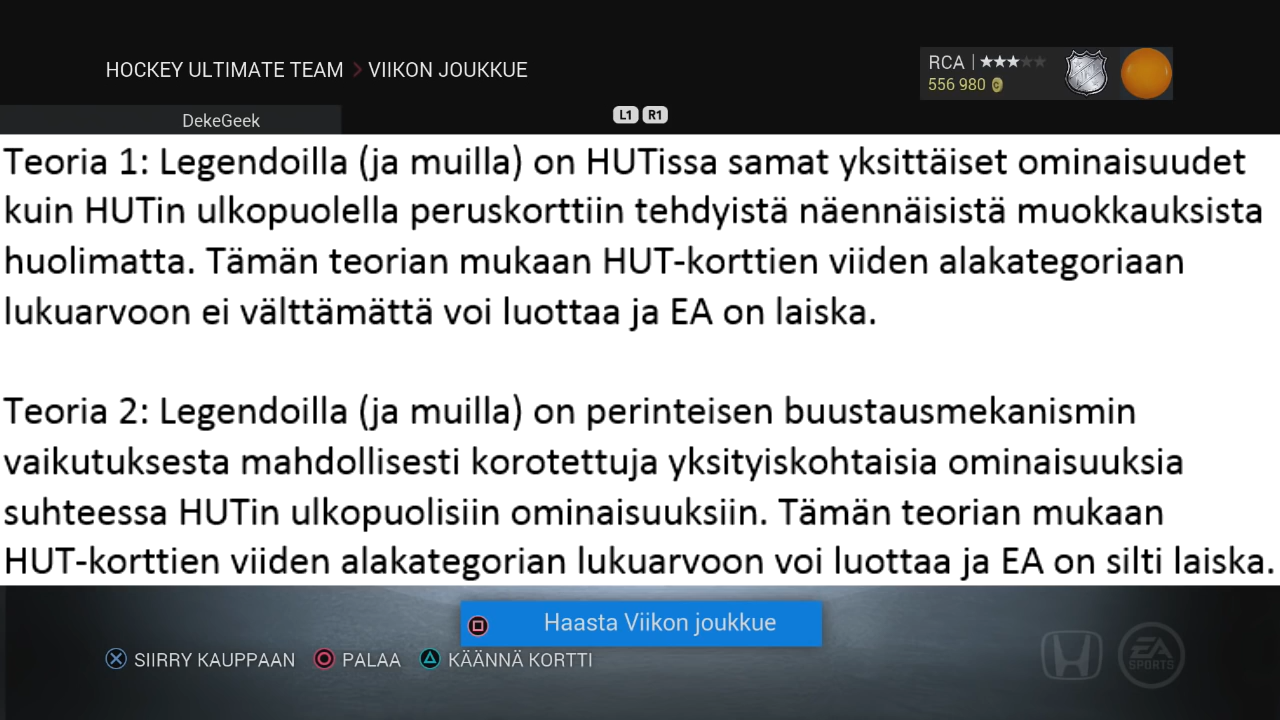 HOCKEY ULTIMATE TEAM > VIIKON JOUKKUE
RCA | ★★★★★
556 980
DekeGeek
L1 R1
Teoria 1: Legendoilla (ja muilla) on HUTissa samat yksittäiset ominaisuudet
kuin HUTin ulkopuolella peruskorttiin tehdyistä näennäisistä muokkauksista
huolimatta. Tämän teorian mukaan HUT-korttien viiden alakategoriaan
lukuarvoon ei välttämättä voi luottaa ja EA on laiska.
Teoria 2: Legendoilla (ja muilla) on perinteisen buustausmekanismin
vaikutuksesta mahdollisesti korotettuja yksityiskohtaisia ominaisuuksia
suhteessa HUTin ulkopuolisiin ominaisuuksiin. Tämän teorian mukaan
HUT-korttien viiden alakategorian lukuarvoon voi luottaa ja EA on silti laiska.
Haasta Viikon joukkue
SIIRRY KAUPPAAN PALAA KÄÄNNÄ KORTTI
EA
SPORTS